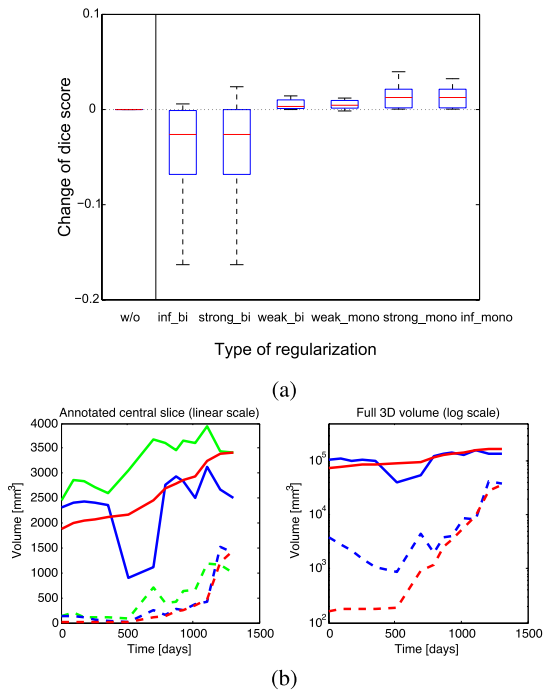 0.1
0
−0.1
−0.2
Change of dice score
w/o inf_bi strong_bi weak_bi weak_mono strong_mono inf_mono
Type of regularization
(a)
Annotated central slice (linear scale)
4000
3500
3000
2500
2000
1500
1000
500
0
Volume [mm³]
0 500 1000 1500
Time [days]
Full 3D volume (log scale)
10⁵
10⁴
10³
10²
Volume [mm³]
0 500 1000 1500
Time [days]
(b)